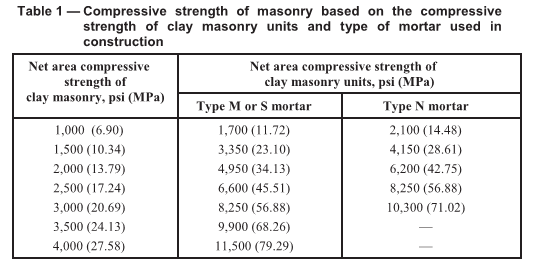 Table 1 — Compressive strength of masonry based on the compressive
strength of clay masonry units and type of mortar used in
construction
Net area compressive
strength of
clay masonry, psi (MPa)
Net area compressive strength of
clay masonry units, psi (MPa)
Type M or S mortar Type N mortar
1,000 (6.90) 1,700 (11.72) 2,100 (14.48)
1,500 (10.34) 3,350 (23.10) 4,150 (28.61)
2,000 (13.79) 4,950 (34.13) 6,200 (42.75)
2,500 (17.24) 6,600 (45.51) 8,250 (56.88)
3,000 (20.69) 8,250 (56.88) 10,300 (71.02)
3,500 (24.13) 9,900 (68.26) —
4,000 (27.58) 11,500 (79.29) —